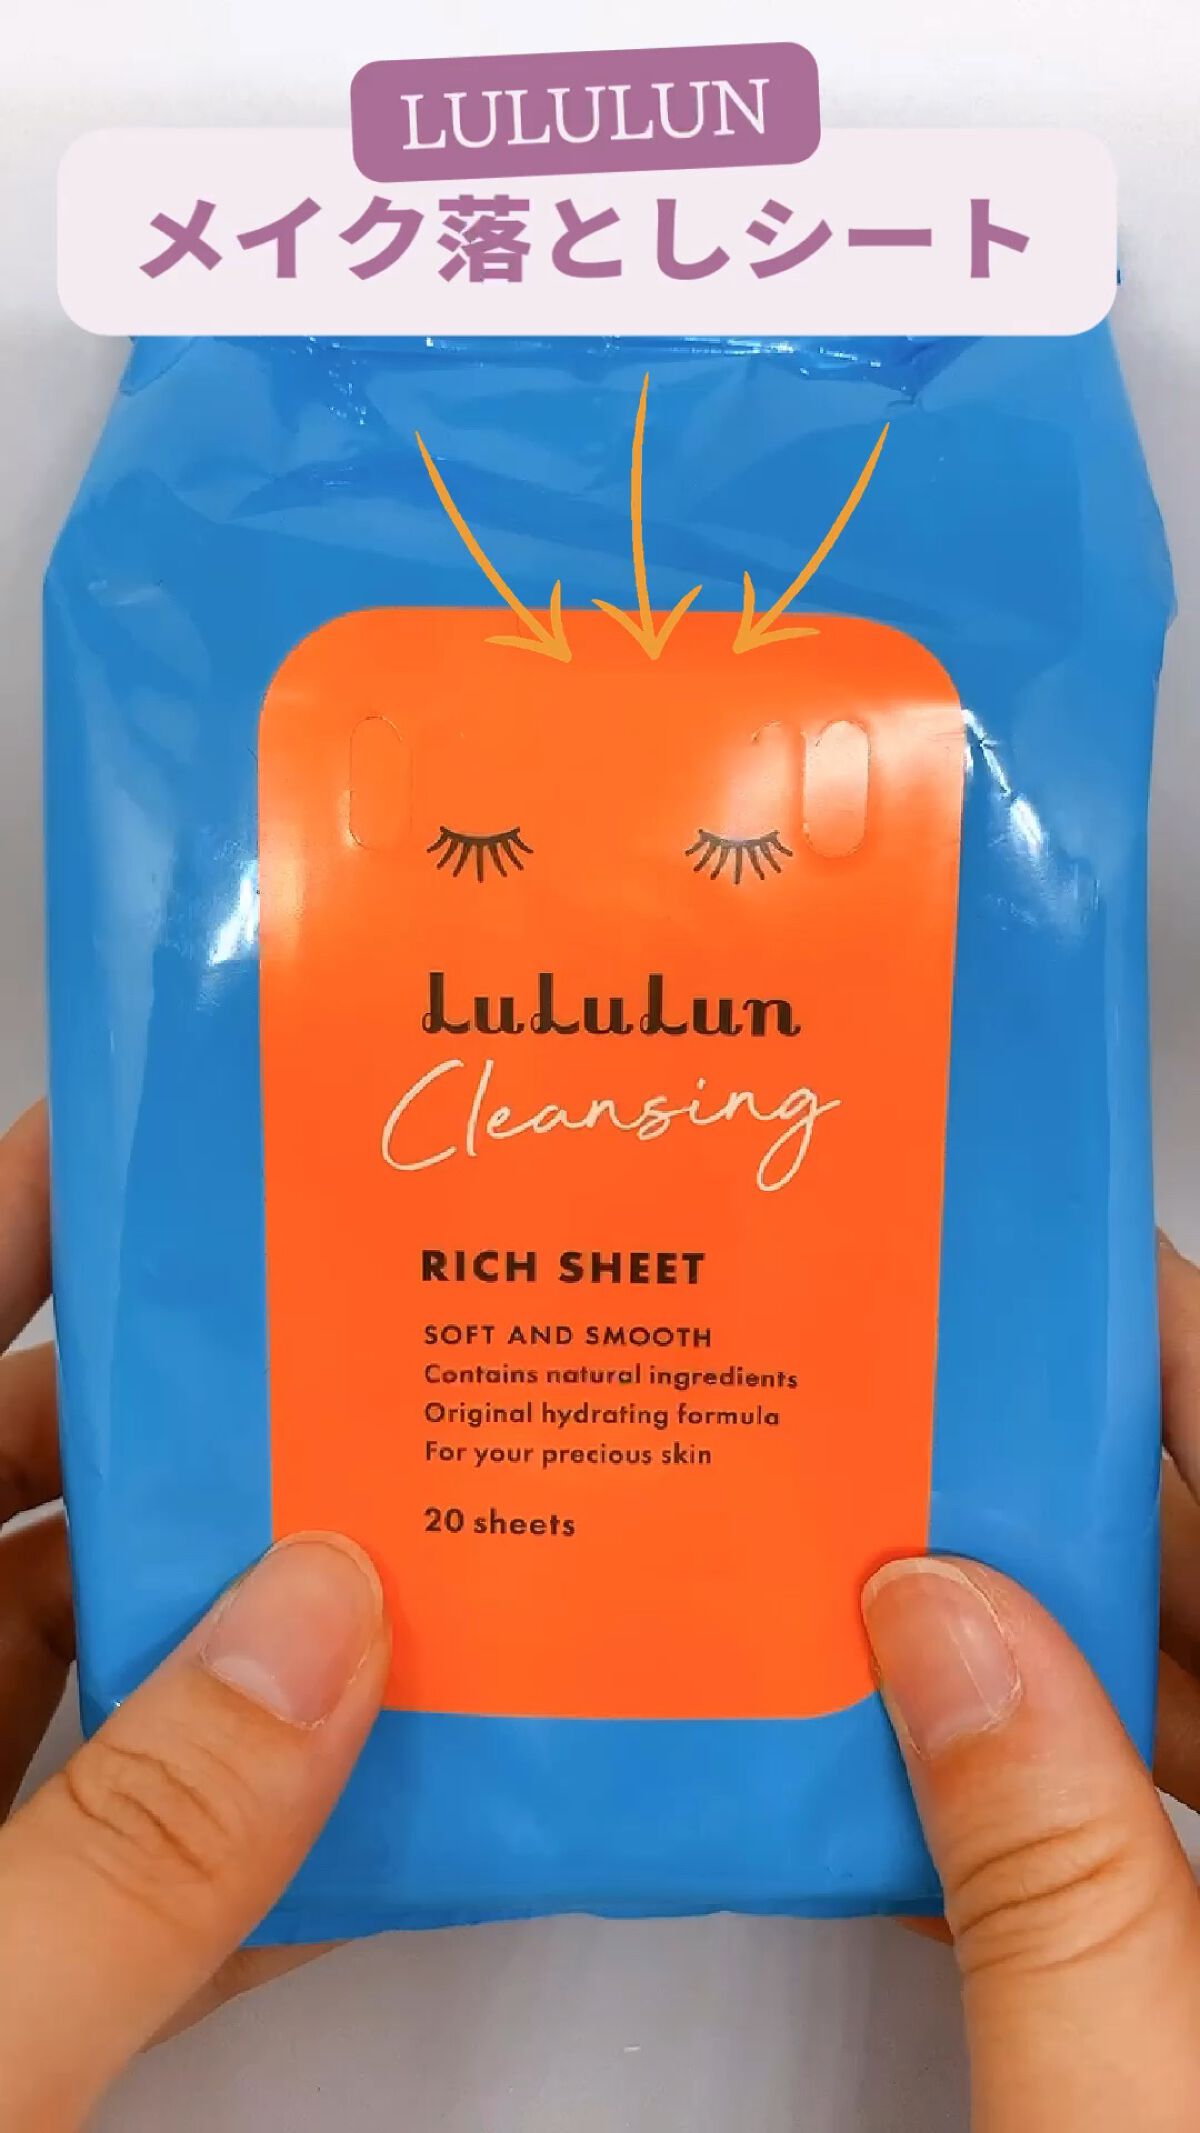 LULULUN
メイク落としシート
LuLuLun
Cleansing
RICH SHEET
SOFT AND SMOOTH
Contains natural ingredients
Original hydrating formula
For your precious skin
20 sheets